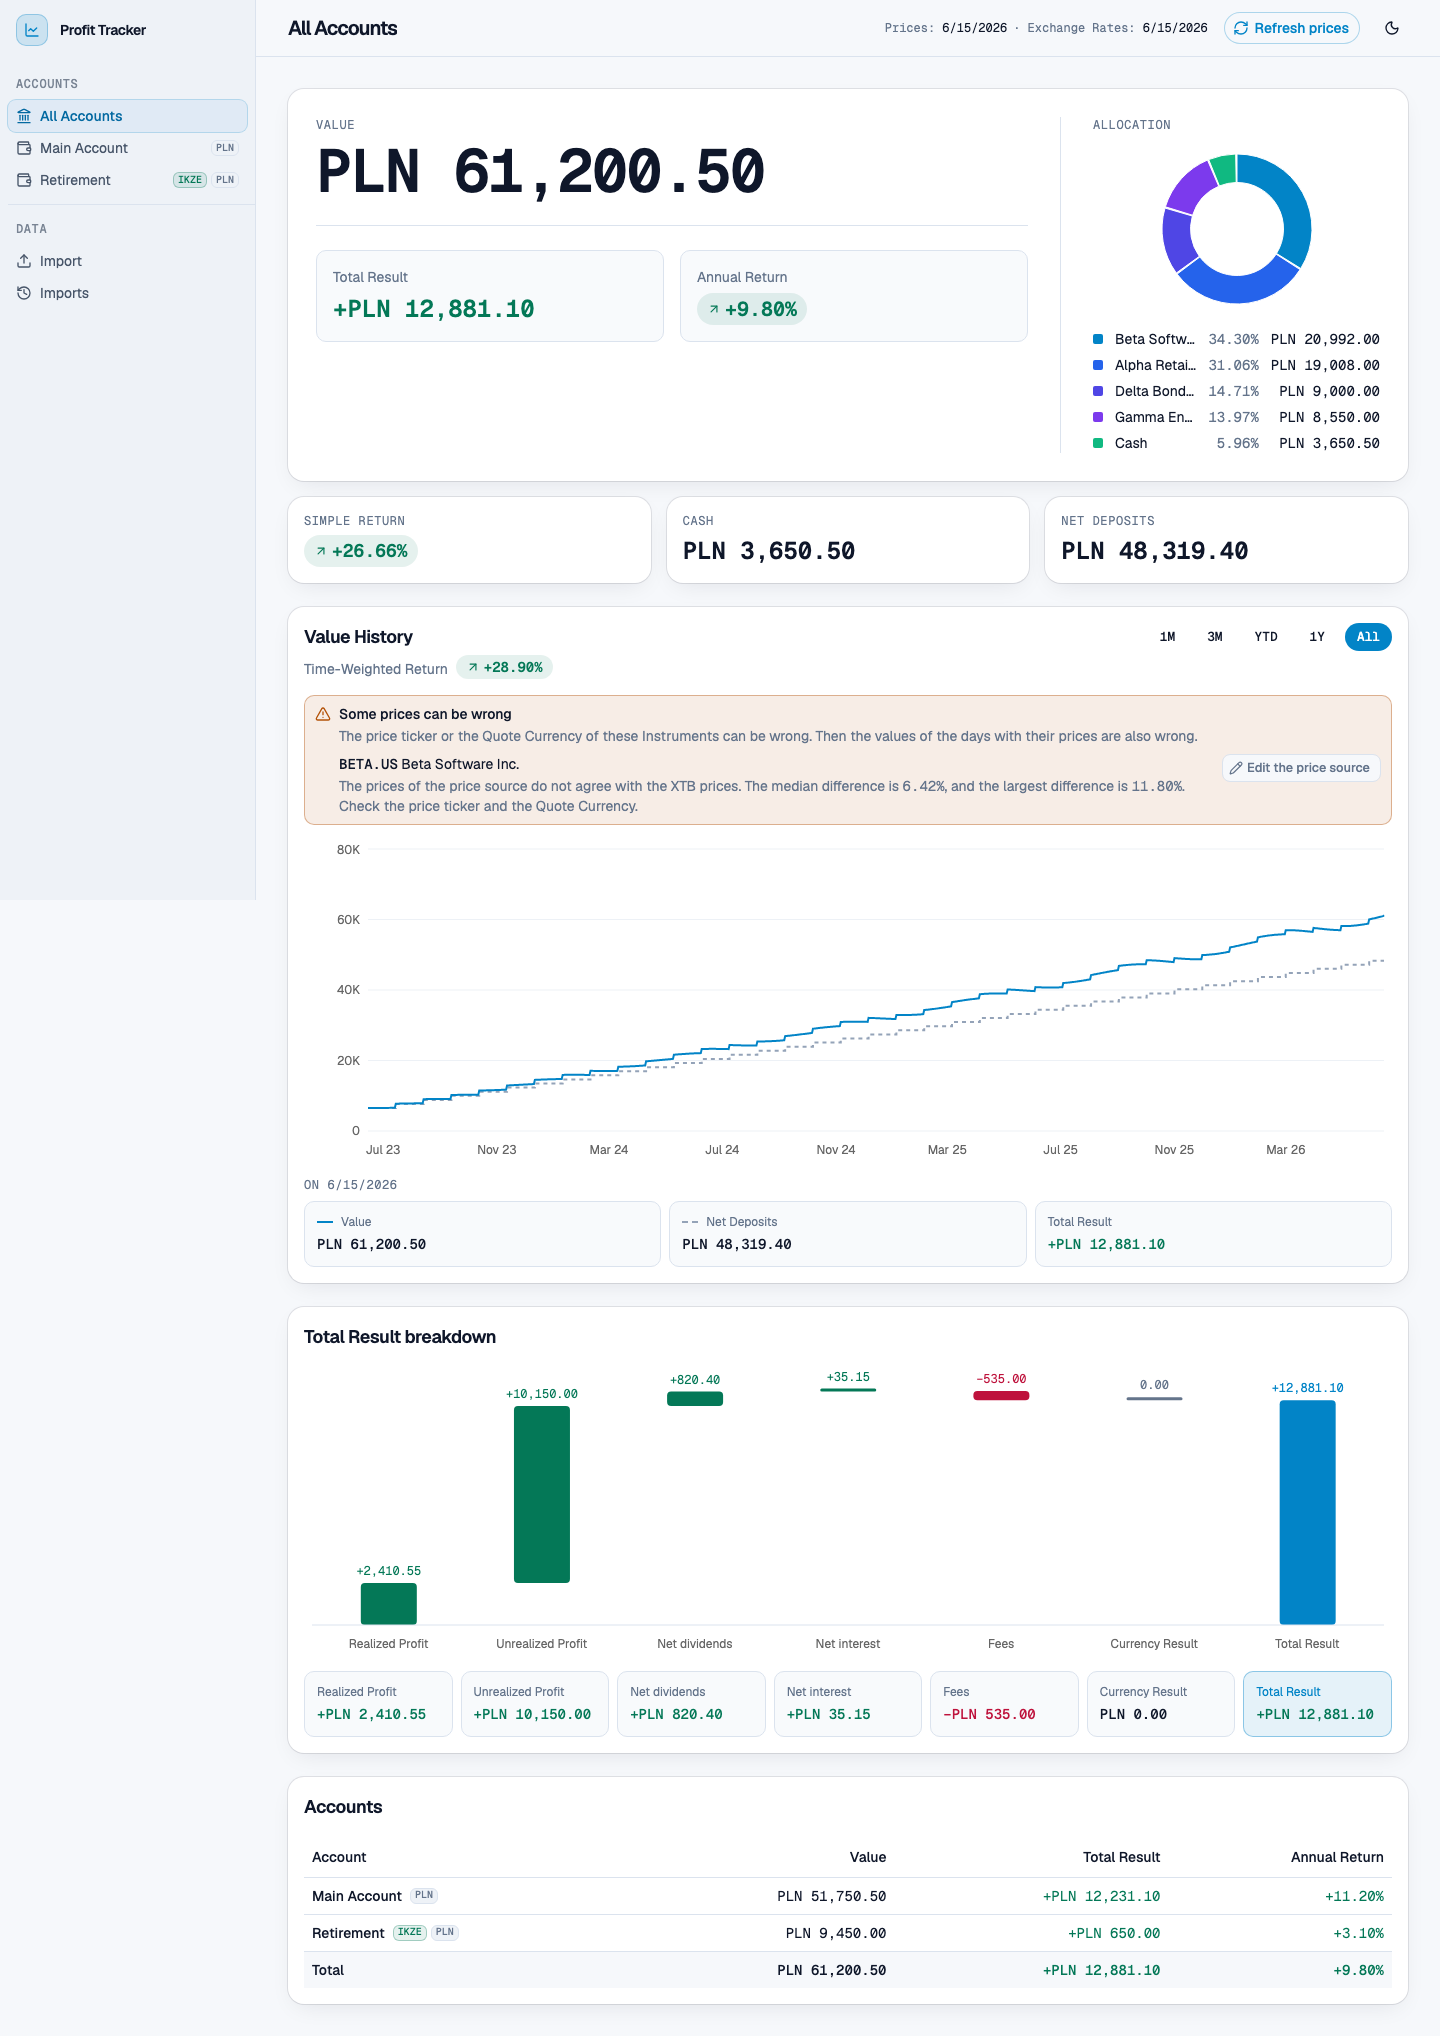 Profit Tracker
ACCOUNTS
All Accounts
Main Account PLN
Retirement IKZE PLN
DATA
Import
Imports
All Accounts
Prices: 6/15/2026 · Exchange Rates: 6/15/2026
Refresh prices
VALUE
PLN 61,200.50
Total Result
+PLN 12,881.10
Annual Return
+9.80%
ALLOCATION
Beta Softw... 34.30% PLN 20,992.00
Alpha Retai... 31.06% PLN 19,008.00
Delta Bond... 14.71% PLN 9,000.00
Gamma En... 13.97% PLN 8,550.00
Cash 5.96% PLN 3,650.50
SIMPLE RETURN
+26.66%
CASH
PLN 3,650.50
NET DEPOSITS
PLN 48,319.40
Value History
1M 3M YTD 1Y All
Time-Weighted Return +28.90%
Some prices can be wrong
The price ticker or the Quote Currency of these Instruments can be wrong. Then the values of the days with their prices are also wrong.
BETA.US Beta Software Inc.
The prices of the price source do not agree with the XTB prices. The median difference is 6.42%, and the largest difference is 11.80%.
Check the price ticker and the Quote Currency.
Edit the price source
80K
60K
40K
20K
0
Jul 23 Nov 23 Mar 24 Jul 24 Nov 24 Mar 25 Jul 25 Nov 25 Mar 26
ON 6/15/2026
Value
PLN 61,200.50
Net Deposits
PLN 48,319.40
Total Result
+PLN 12,881.10
Total Result breakdown
+2,410.55 +10,150.00 +820.40 +35.15 −535.00 0.00 +12,881.10
Realized Profit Unrealized Profit Net dividends Net interest Fees Currency Result Total Result
Realized Profit
+PLN 2,410.55
Unrealized Profit
+PLN 10,150.00
Net dividends
+PLN 820.40
Net interest
+PLN 35.15
Fees
−PLN 535.00
Currency Result
PLN 0.00
Total Result
+PLN 12,881.10
Accounts
Account Value Total Result Annual Return
Main Account PLN PLN 51,750.50 +PLN 12,231.10 +11.20%
Retirement IKZE PLN PLN 9,450.00 +PLN 650.00 +3.10%
Total PLN 61,200.50 +PLN 12,881.10 +9.80%